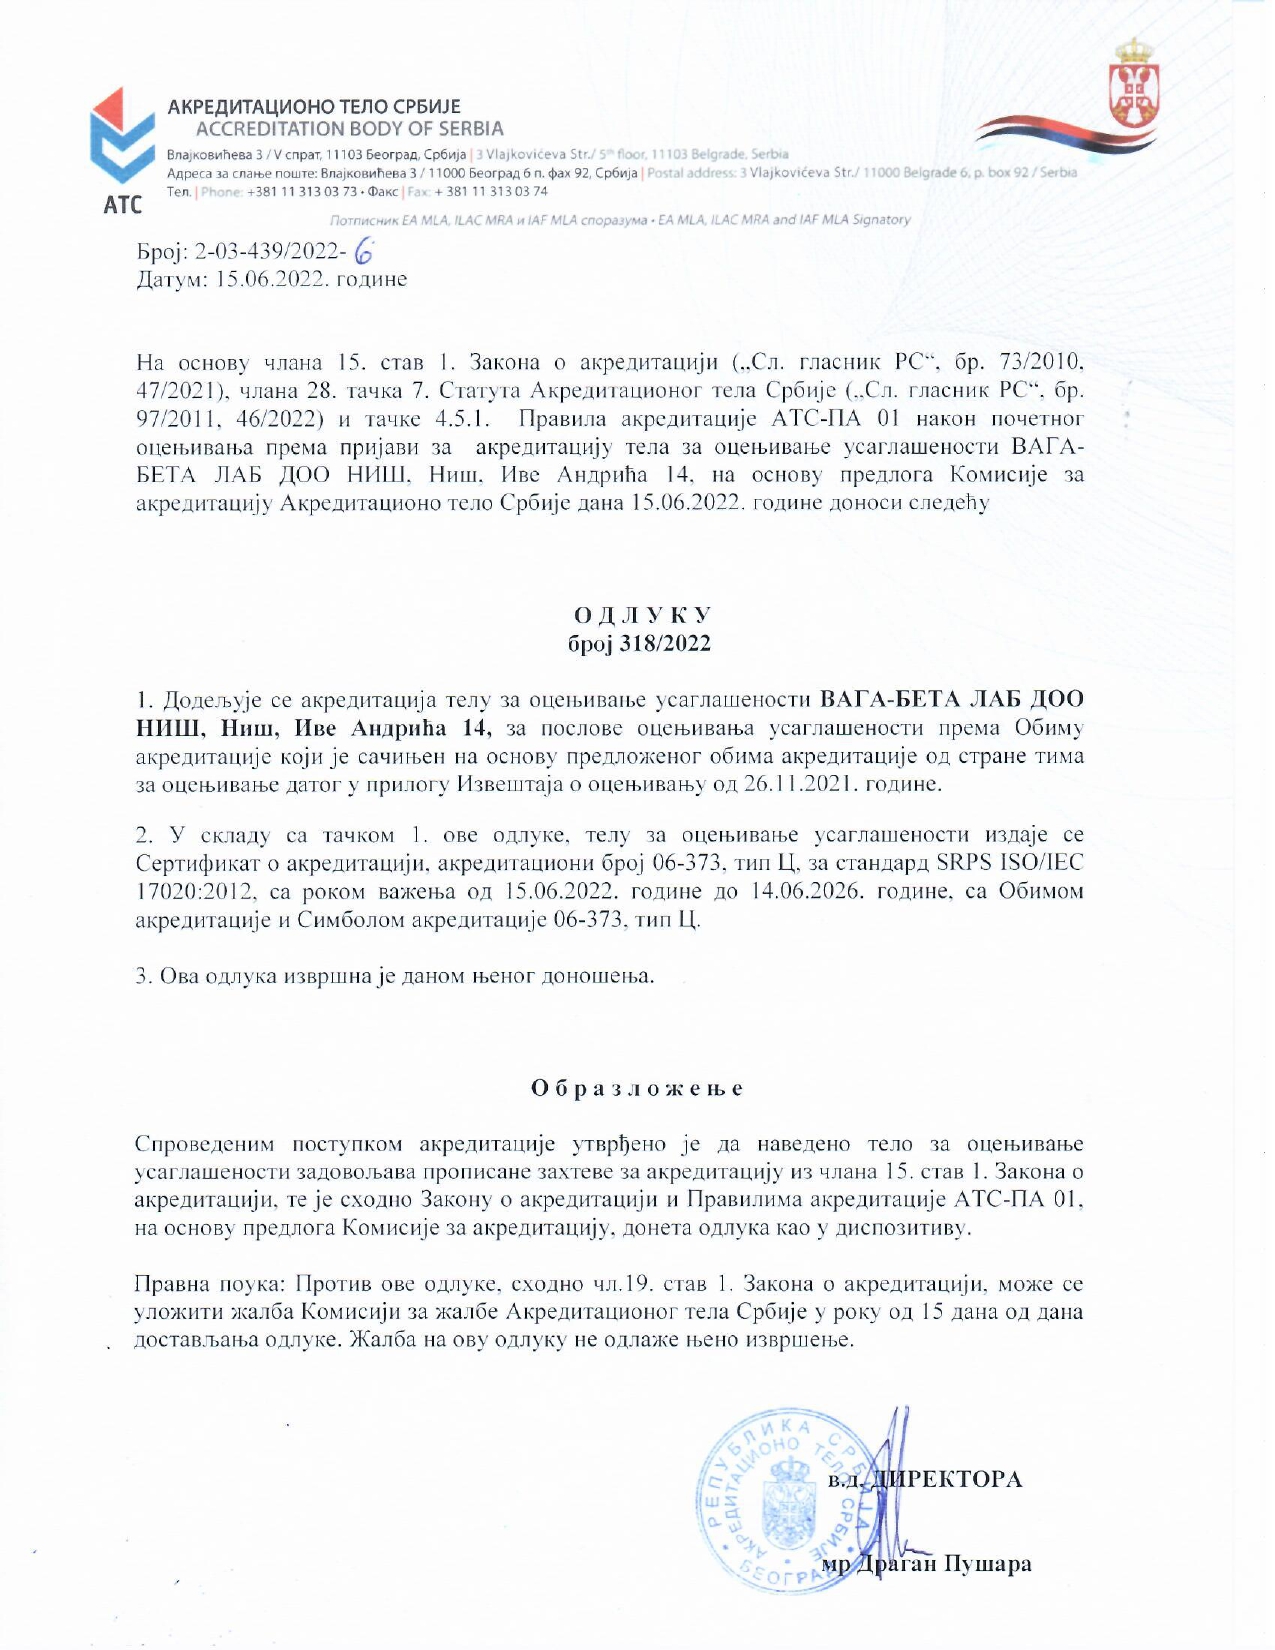 АКРЕДИТАЦИОНО ТЕЛО СРБИЈЕ
ACCREDITATION BODY OF SERBIA
Влајковићева 3 / V спрат, 11103 Београд, Србија | 3 Vlajkovićeva Str./ 5th floor, 11103 Belgrade, Serbia
Адреса за слање поште: Влајковићева 3 / 11000 Београд 6 п. фах 92, Србија | Postal address: 3 Vlajkovićeva Str./ 11000 Belgrade 6, p. box 92 / Serbia
Тел. | Phone: +381 11 313 03 73 • Факс | Fax: + 381 11 313 03 74
АТС
Потписник EA MLA, ILAC MRA и IAF MLA споразума • EA MLA, ILAC MRA and IAF MLA Signatory
Број: 2-03-439/2022- 6
Датум: 15.06.2022. године
На основу члана 15. став 1. Закона о акредитацији („Сл. гласник РС“, бр. 73/2010,
47/2021), члана 28. тачка 7. Статута Акредитационог тела Србије („Сл. гласник РС“, бр.
97/2011, 46/2022) и тачке 4.5.1. Правила акредитације АТС-ПА 01 након почетног
оцењивања према пријави за акредитацију тела за оцењивање усаглашености ВАГА-
БЕТА ЛАБ ДОО НИШ, Ниш, Иве Андрића 14, на основу предлога Комисије за
акредитацију Акредитационо тело Србије дана 15.06.2022. године доноси следећу
О Д Л У К У
број 318/2022
1. Додељује се акредитација телу за оцењивање усаглашености ВАГА-БЕТА ЛАБ ДОО
НИШ, Ниш, Иве Андрића 14, за послове оцењивања усаглашености према Обиму
акредитације који је сачињен на основу предложеног обима акредитације од стране тима
за оцењивање датог у прилогу Извештаја о оцењивању од 26.11.2021. године.
2. У складу са тачком 1. ове одлуке, телу за оцењивање усаглашености издаје се
Сертификат о акредитацији, акредитациони број 06-373, тип Ц, за стандард SRPS ISO/IEC
17020:2012, са роком важења од 15.06.2022. године до 14.06.2026. године, са Обимом
акредитације и Симболом акредитације 06-373, тип Ц.
3. Ова одлука извршна је даном њеног доношења.
О б р а з л о ж е њ е
Спроведеним поступком акредитације утврђено је да наведено тело за оцењивање
усаглашености задовољава прописане захтеве за акредитацију из члана 15. став 1. Закона о
акредитацији, те је сходно Закону о акредитацији и Правилима акредитације АТС-ПА 01,
на основу предлога Комисије за акредитацију, донета одлука као у диспозитиву.
Правна поука: Против ове одлуке, сходно чл.19. став 1. Закона о акредитацији, може се
уложити жалба Комисији за жалбе Акредитационог тела Србије у року од 15 дана од дана
достављања одлуке. Жалба на ову одлуку не одлаже њено извршење.
РЕПУБЛИКА СРБИЈА
АКРЕДИТАЦИОНО ТЕЛО СРБИЈЕ
БЕОГРАД
в.д. ДИРЕКТОРА
мр Драган Пушара